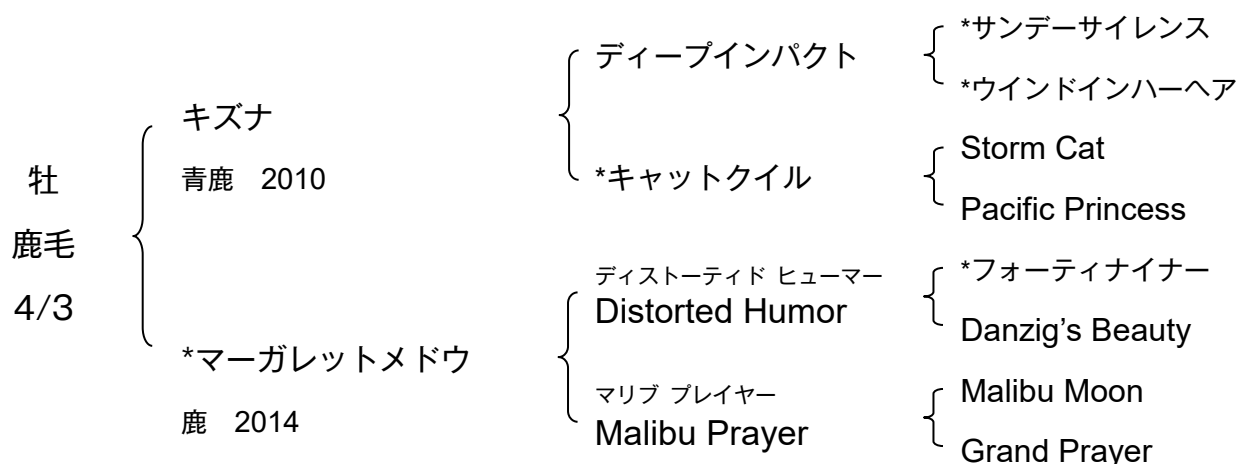 牡
鹿毛
4/3
キズナ
青鹿 2010
*マーガレットメドウ
鹿 2014
ディープインパクト
*キャットクイル
ディストーティド ヒューマー
Distorted Humor
マリブ プレイヤー
Malibu Prayer
*サンデーサイレンス
*ウインドインハーヘア
Storm Cat
Pacific Princess
*フォーティナイナー
Danzig's Beauty
Malibu Moon
Grand Prayer